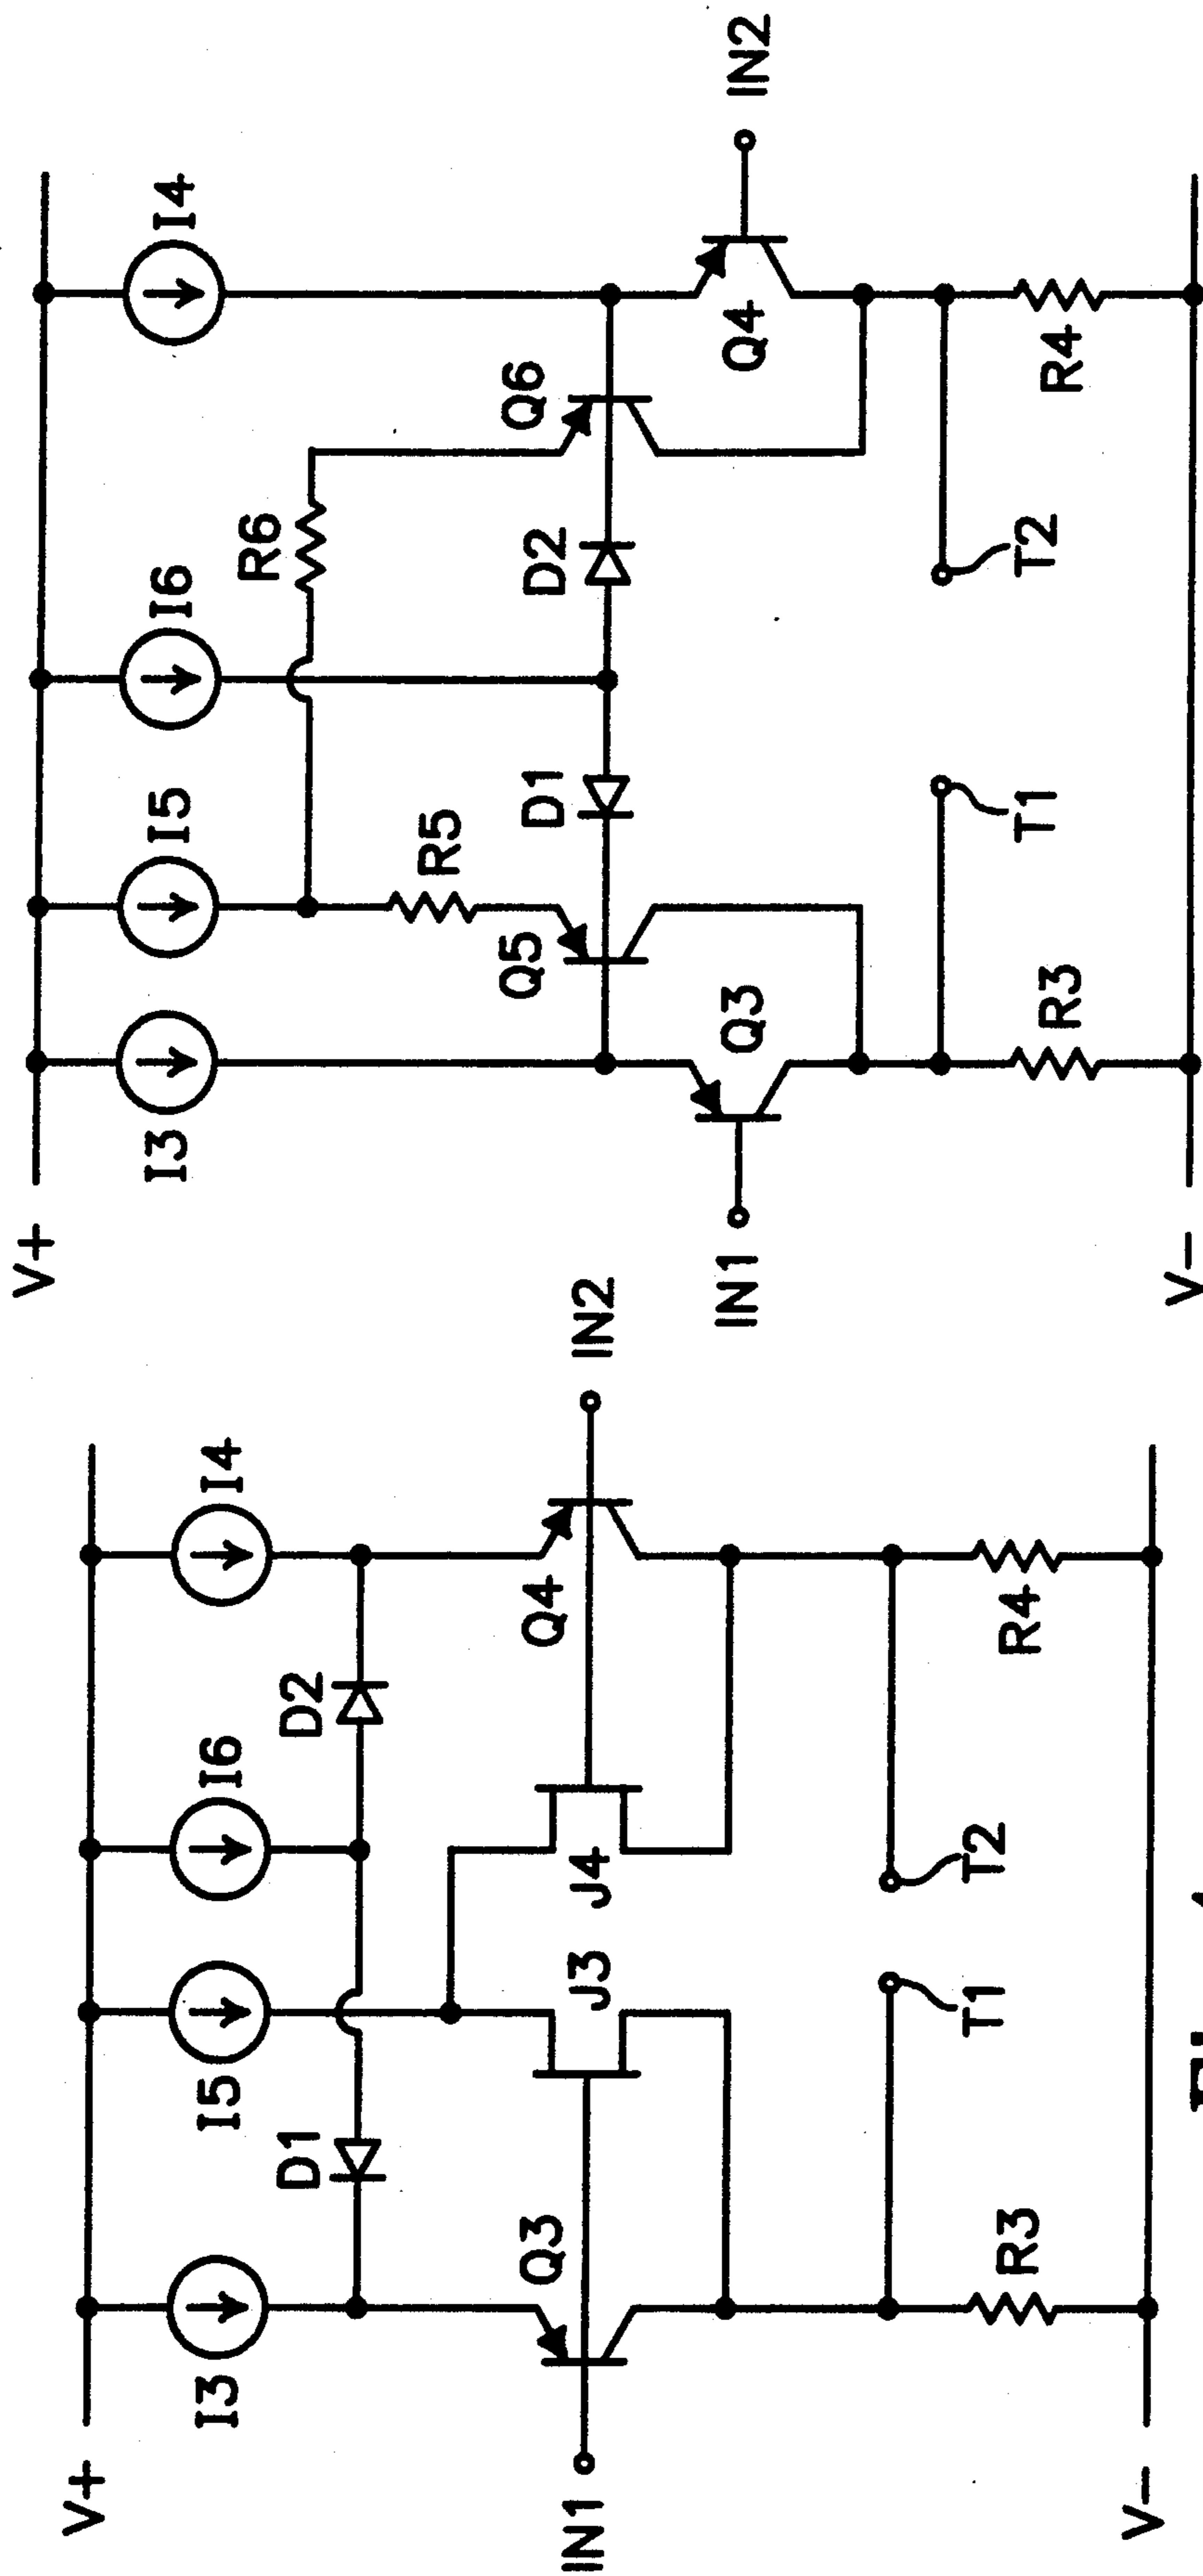 V+
I3
I5
I6
I4
D1
D2
Q3
J3
J4
Q4
IN1
IN2
T1
T2
R3
R4
V-
V+
I3
I5
I6
I4
R5
R6
Q5
D1
D2
Q6
Q3
Q4
IN1
IN2
T1
T2
R3
R4
V-